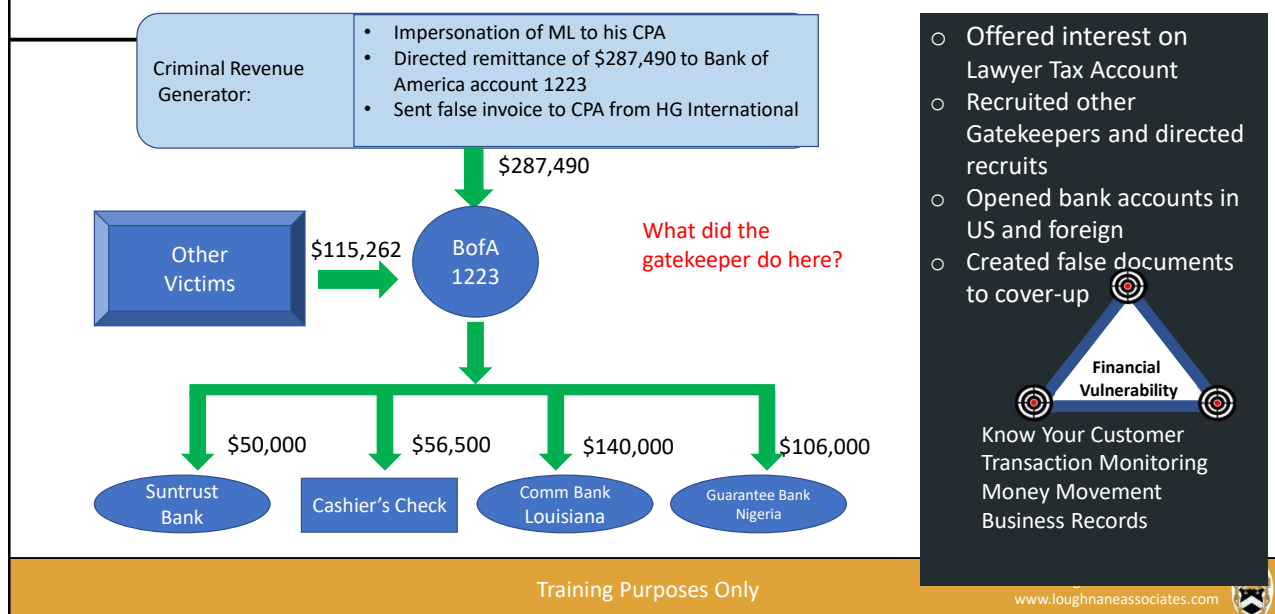 Criminal Revenue
Generator:
• Impersonation of ML to his CPA
• Directed remittance of $287,490 to Bank of
America account 1223
• Sent false invoice to CPA from HG International
$287,490
Other
Victims
$115,262
BofA
1223
What did the
gatekeeper do here?
$50,000
$56,500
$140,000
$106,000
Suntrust
Bank
Cashier’s Check
Comm Bank
Louisiana
Guarantee Bank
Nigeria
o Offered interest on
Lawyer Tax Account
o Recruited other
Gatekeepers and directed
recruits
o Opened bank accounts in
US and foreign
o Created false documents
to cover-up
Financial
Vulnerability
Know Your Customer
Transaction Monitoring
Money Movement
Business Records
Training Purposes Only
www.loughnaneassociates.com